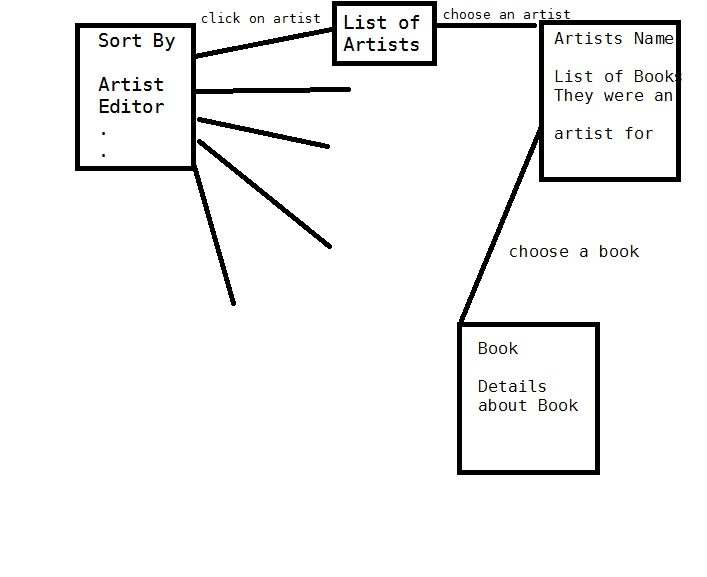 click on artist
choose an artist
Sort By
Artist
Editor
.
.
List of
Artists
Artists Name
List of Books
They were an
artist for
choose a book
Book
Details
about Book